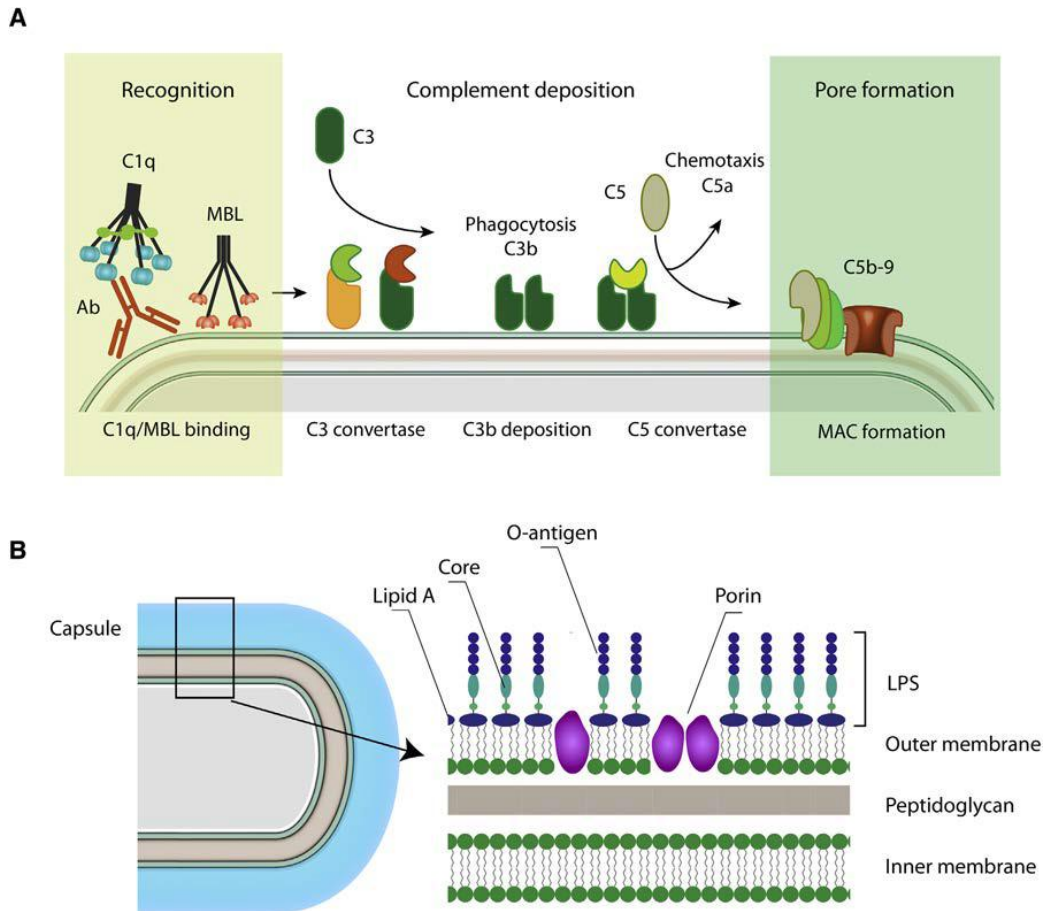 A
Recognition
Complement deposition
Pore formation
C3
C1q
MBL
Ab
Phagocytosis
C3b
C5
Chemotaxis
C5a
C5b-9
C1q/MBL binding
C3 convertase
C3b deposition
C5 convertase
MAC formation
B
O-antigen
Core
Lipid A
Porin
Capsule
LPS
Outer membrane
Peptidoglycan
Inner membrane